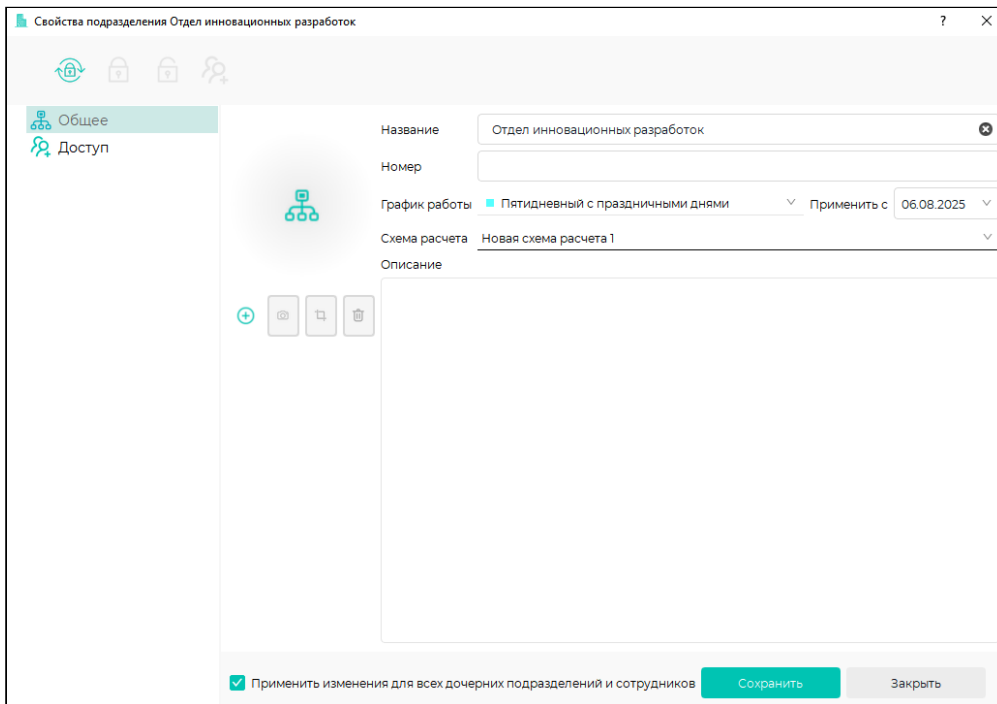 Свойства подразделения Отдел инновационных разработок ?
Общее
Доступ
Название Отдел инновационных разработок
Номер
График работы Пятидневный с праздничными днями Применить с 06.08.2025
Схема расчета Новая схема расчета 1
Описание
Применить изменения для всех дочерних подразделений и сотрудников Сохранить Закрыть